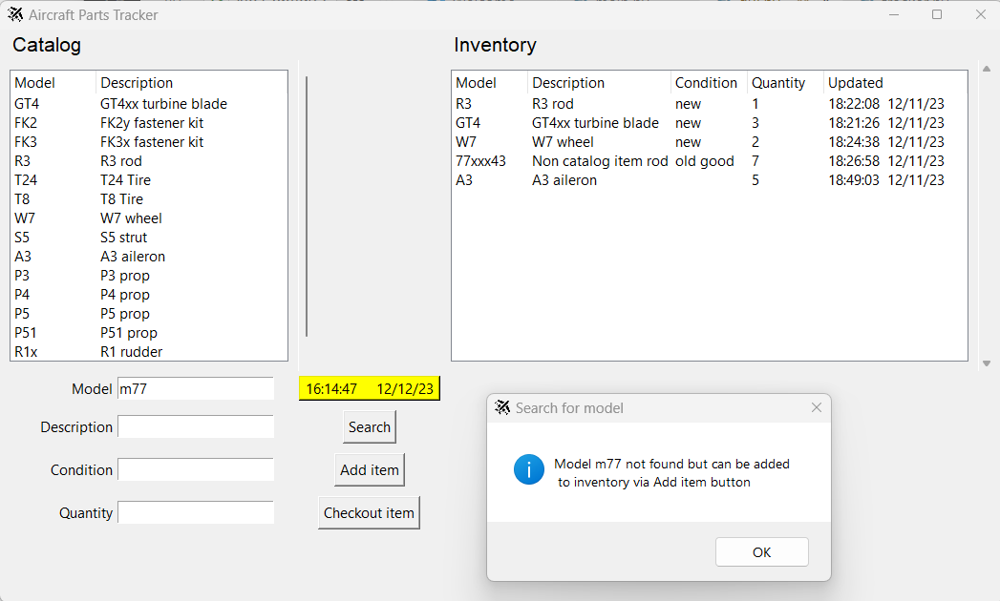 Aircraft Parts Tracker
Catalog
Model Description
GT4 GT4xx turbine blade
FK2 FK2y fastener kit
FK3 FK3x fastener kit
R3 R3 rod
T24 T24 Tire
T8 T8 Tire
W7 W7 wheel
S5 S5 strut
A3 A3 aileron
P3 P3 prop
P4 P4 prop
P5 P5 prop
P51 P51 prop
R1x R1 rudder
Inventory
Model Description Condition Quantity Updated
R3 R3 rod new 1 18:22:08 12/11/23
GT4 GT4xx turbine blade new 3 18:21:26 12/11/23
W7 W7 wheel new 2 18:24:38 12/11/23
77xxx43 Non catalog item rod old good 7 18:26:58 12/11/23
A3 A3 aileron 5 18:49:03 12/11/23
Model m77
Description
Condition
Quantity
16:14:47 12/12/23
Search
Add item
Checkout item
Search for model
Model m77 not found but can be added
to inventory via Add item button
OK